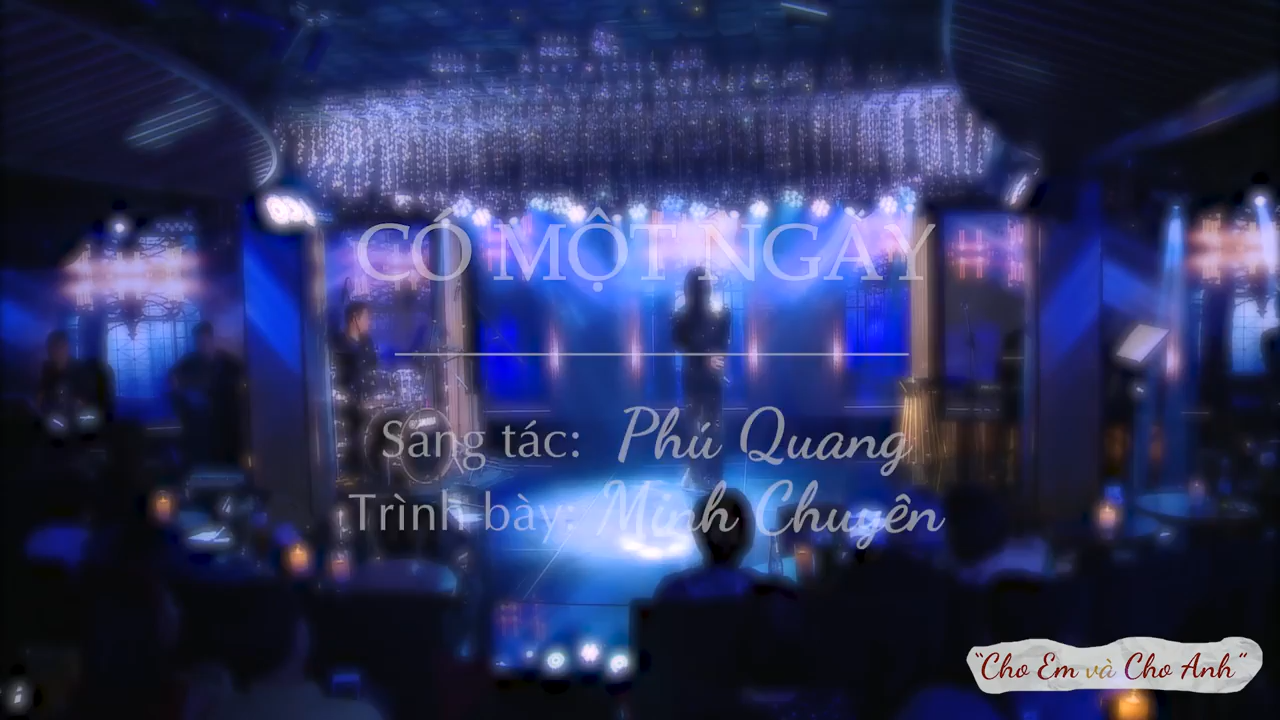 CÓ MỘT NGÀY
Sáng tác: Phú Quang
Trình bày: Minh Chuyên
"Cho Em và Cho Anh"